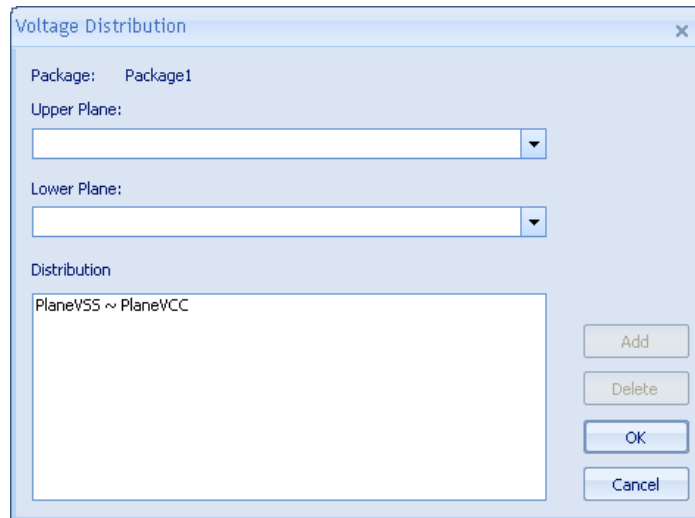 Voltage Distribution
Package: Package1
Upper Plane:
Lower Plane:
Distribution
PlaneVSS ~ PlaneVCC
Add
Delete
OK
Cancel